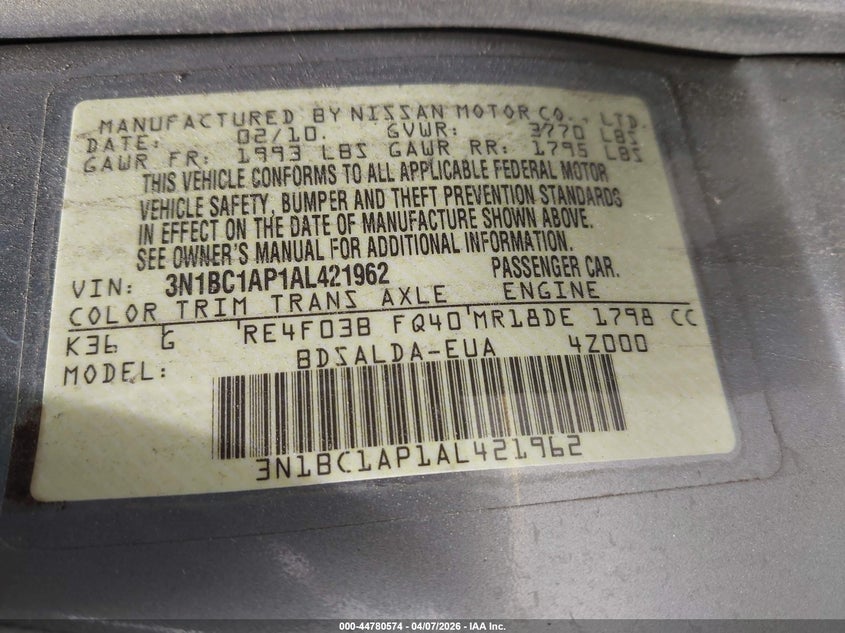 MANUFACTURED BY NISSAN MOTOR CO., LTD.
DATE: 02/10. GVWR: 3770 LBS
GAWR FR: 1993 LBS GAWR RR: 1795 LBS
THIS VEHICLE CONFORMS TO ALL APPLICABLE FEDERAL MOTOR
VEHICLE SAFETY, BUMPER AND THEFT PREVENTION STANDARDS
IN EFFECT ON THE DATE OF MANUFACTURE SHOWN ABOVE.
SEE OWNER'S MANUAL FOR ADDITIONAL INFORMATION.
VIN: 3N1BC1AP1AL421962 PASSENGER CAR.
COLOR TRIM TRANS AXLE ENGINE
K36 G RE4F03B FQ40 MR18DE 1798 CC
MODEL: BDSALDA-EUA 4Z000
3N1BC1AP1AL421962
000-44780574 - 04/07/2026 - IAA Inc.